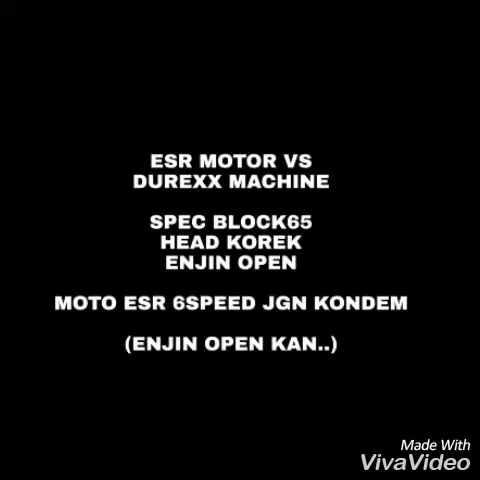 ESR MOTOR VS
DUREXX MACHINE
SPEC BLOCK65
HEAD KOREK
ENJIN OPEN
MOTO ESR 6SPEED JGN KONDEM
(ENJIN OPEN KAN..)
Made With
VivaVideo